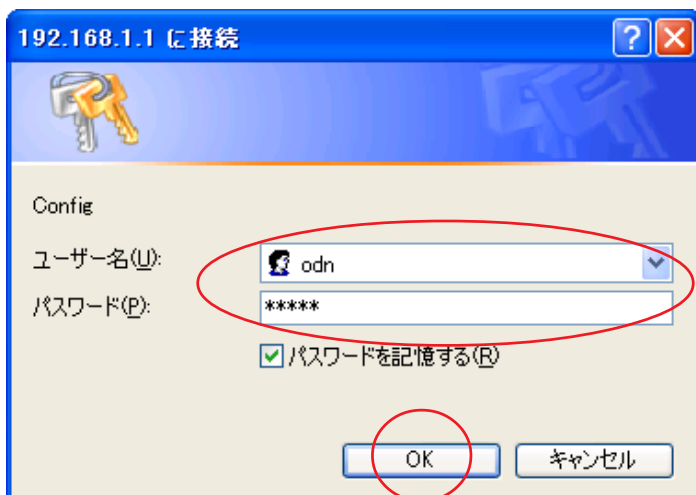 192.168.1.1 に接続
Config
ユーザー名(U):
odn
パスワード(P):
*****
パスワードを記憶する(R)
OK
キャンセル